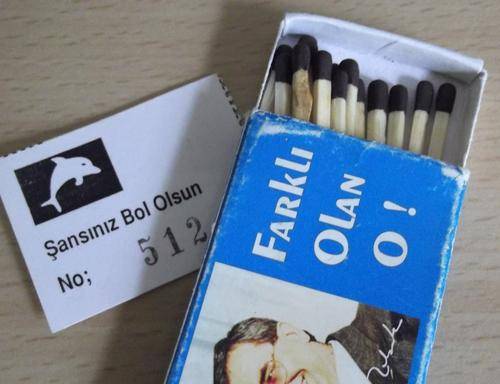 Şansınız Bol Olsun
No; 512
FARKLI
OLAN
O!